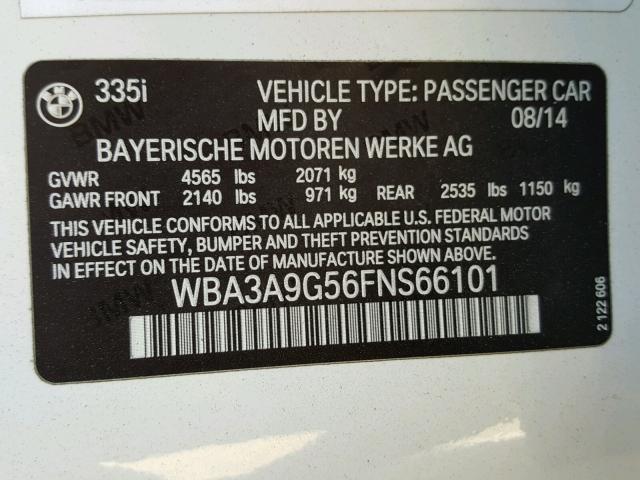 BMW 335i VEHICLE TYPE: PASSENGER CAR
MFD BY 08/14
BAYERISCHE MOTOREN WERKE AG
GVWR 4565 lbs 2071 kg
GAWR FRONT 2140 lbs 971 kg REAR 2535 lbs 1150 kg
THIS VEHICLE CONFORMS TO ALL APPLICABLE U.S. FEDERAL MOTOR
VEHICLE SAFETY, BUMPER AND THEFT PREVENTION STANDARDS
IN EFFECT ON THE DATE OF MANUFACTURE SHOWN ABOVE.
WBA3A9G56FNS66101
2 122 606